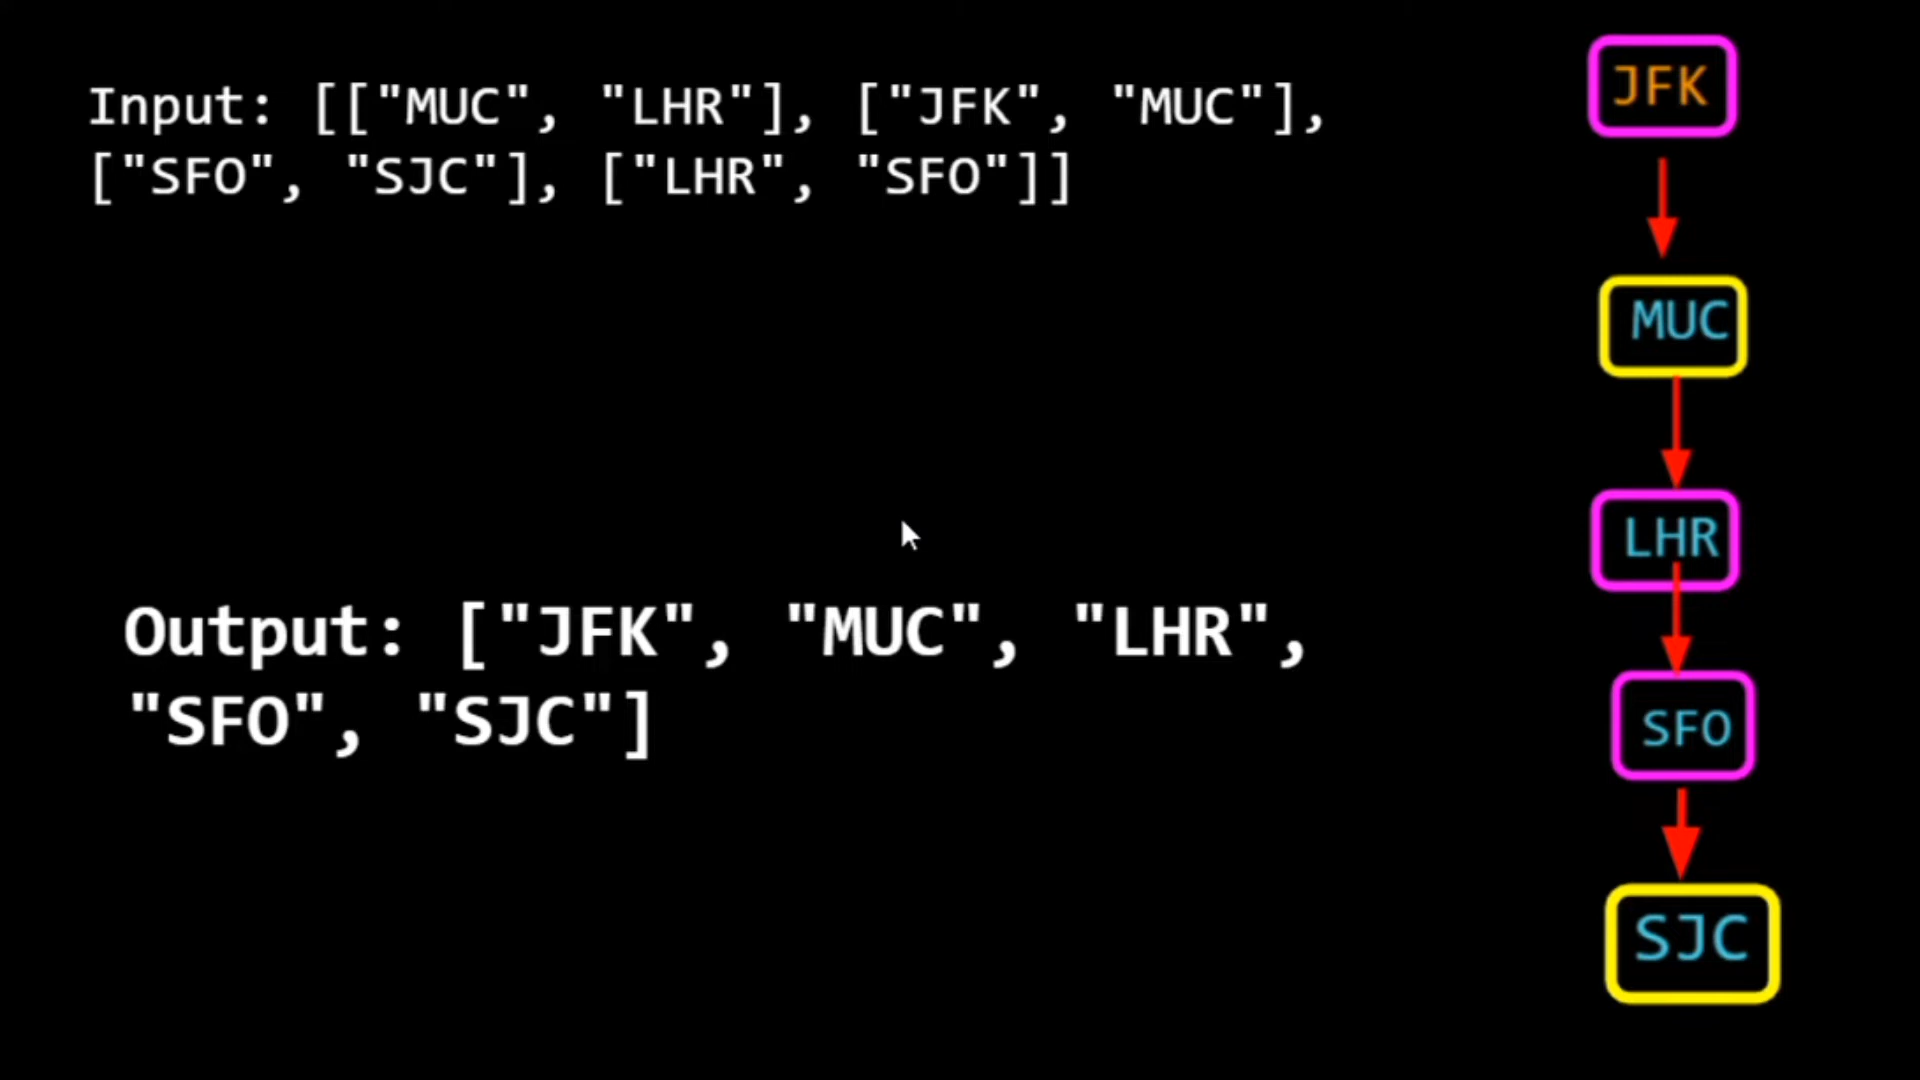 Input: [["MUC", "LHR"], ["JFK", "MUC"],
["SFO", "SJC"], ["LHR", "SFO"]]
Output: ["JFK", "MUC", "LHR",
"SFO", "SJC"]
JFK
MUC
LHR
SFO
SJC